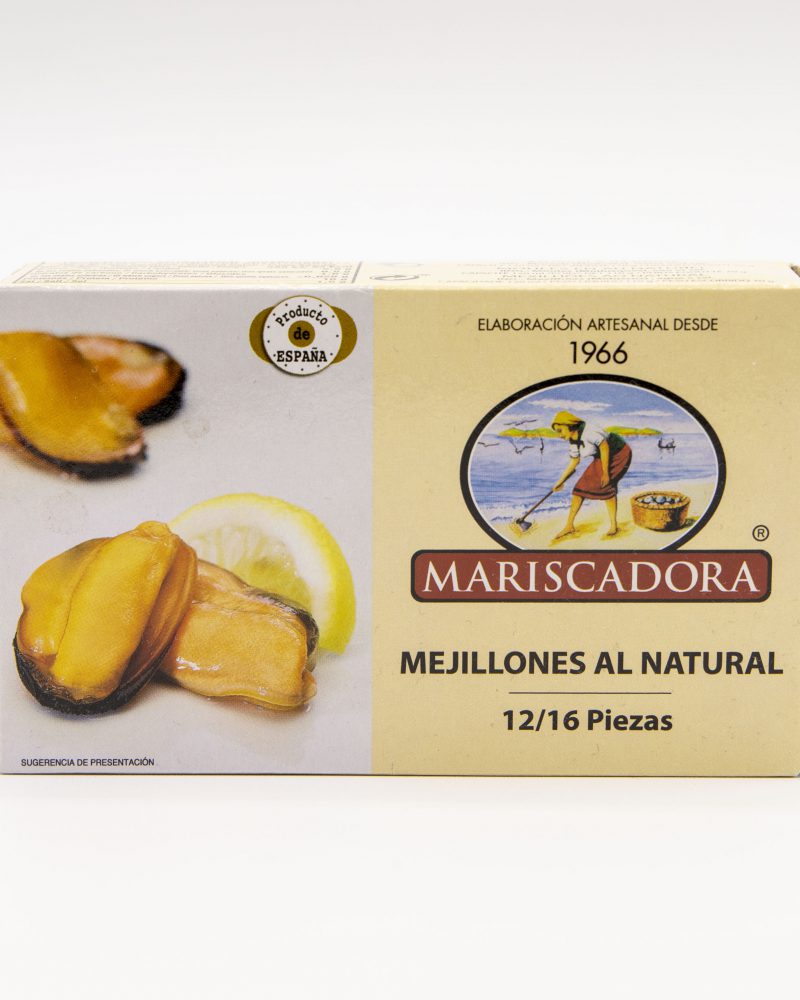 Producto
de
ESPAÑA
ELABORACIÓN ARTESANAL DESDE
1966
®
MARISCADORA
MEJILLONES AL NATURAL
12/16 Piezas
SUGERENCIA DE PRESENTACIÓN